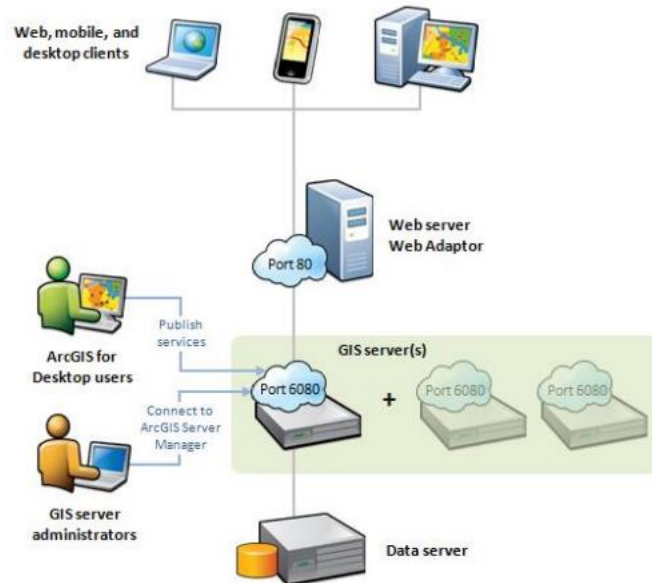 Web, mobile, and
desktop clients
Web server
Web Adaptor
Port 80
ArcGIS for
Desktop users
Publish
services
GIS server(s)
Port 6080
+
Port 6080
Port 6080
Connect to
ArcGIS Server
Manager
GIS server
administrators
Data server